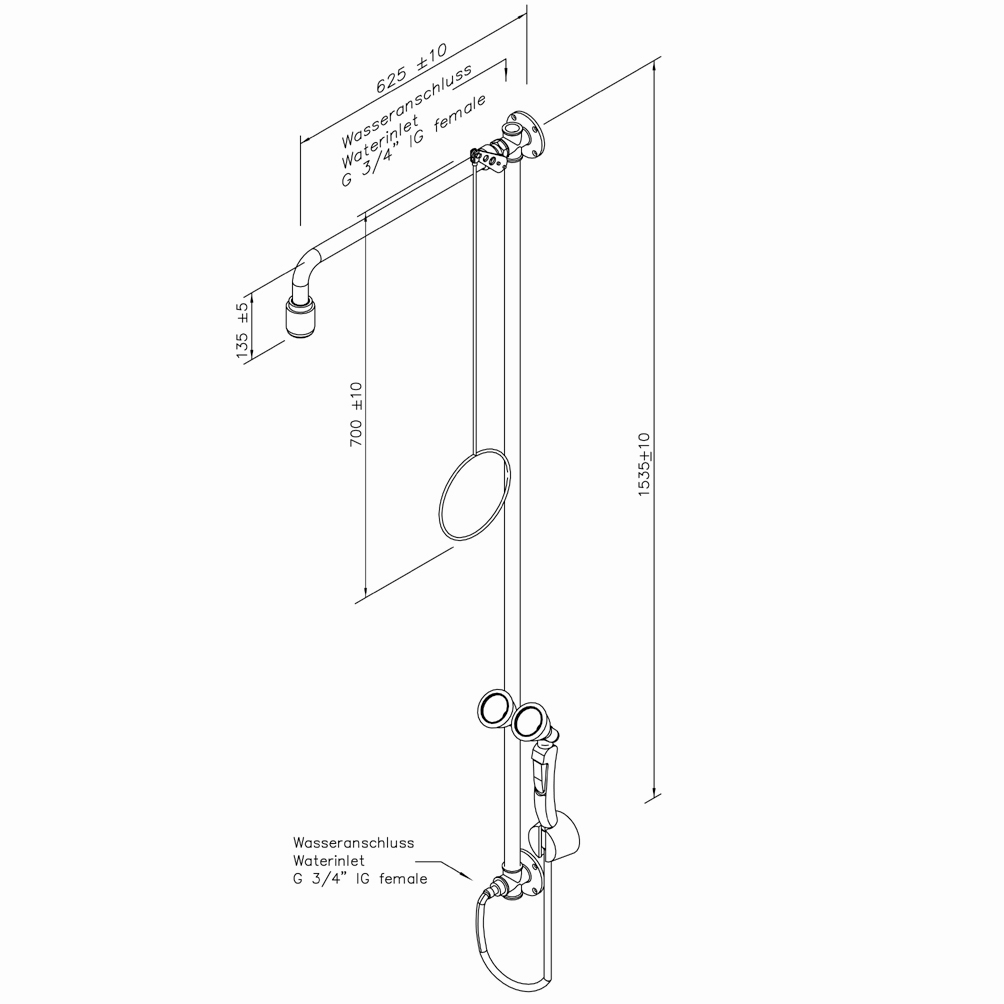 625 ±10
Wasseranschluss
Waterinlet
G 3/4" IG female
135 ±5
700 ±10
1535±10
Wasseranschluss
Waterinlet
G 3/4" IG female